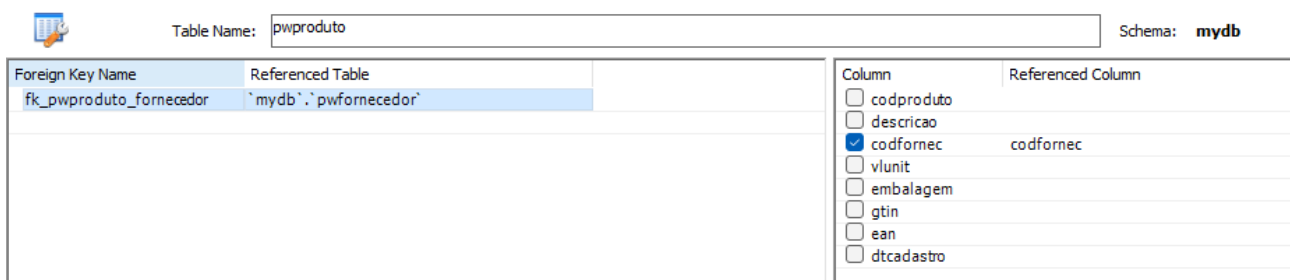 Table Name: pwproduto Schema: mydb
Foreign Key Name Referenced Table
fk_pwproduto_fornecedor `mydb`.`pwfornecedor`
Column Referenced Column
codproduto
descricao
codfornec codfornec
vlunit
embalagem
gtin
ean
dtcadastro